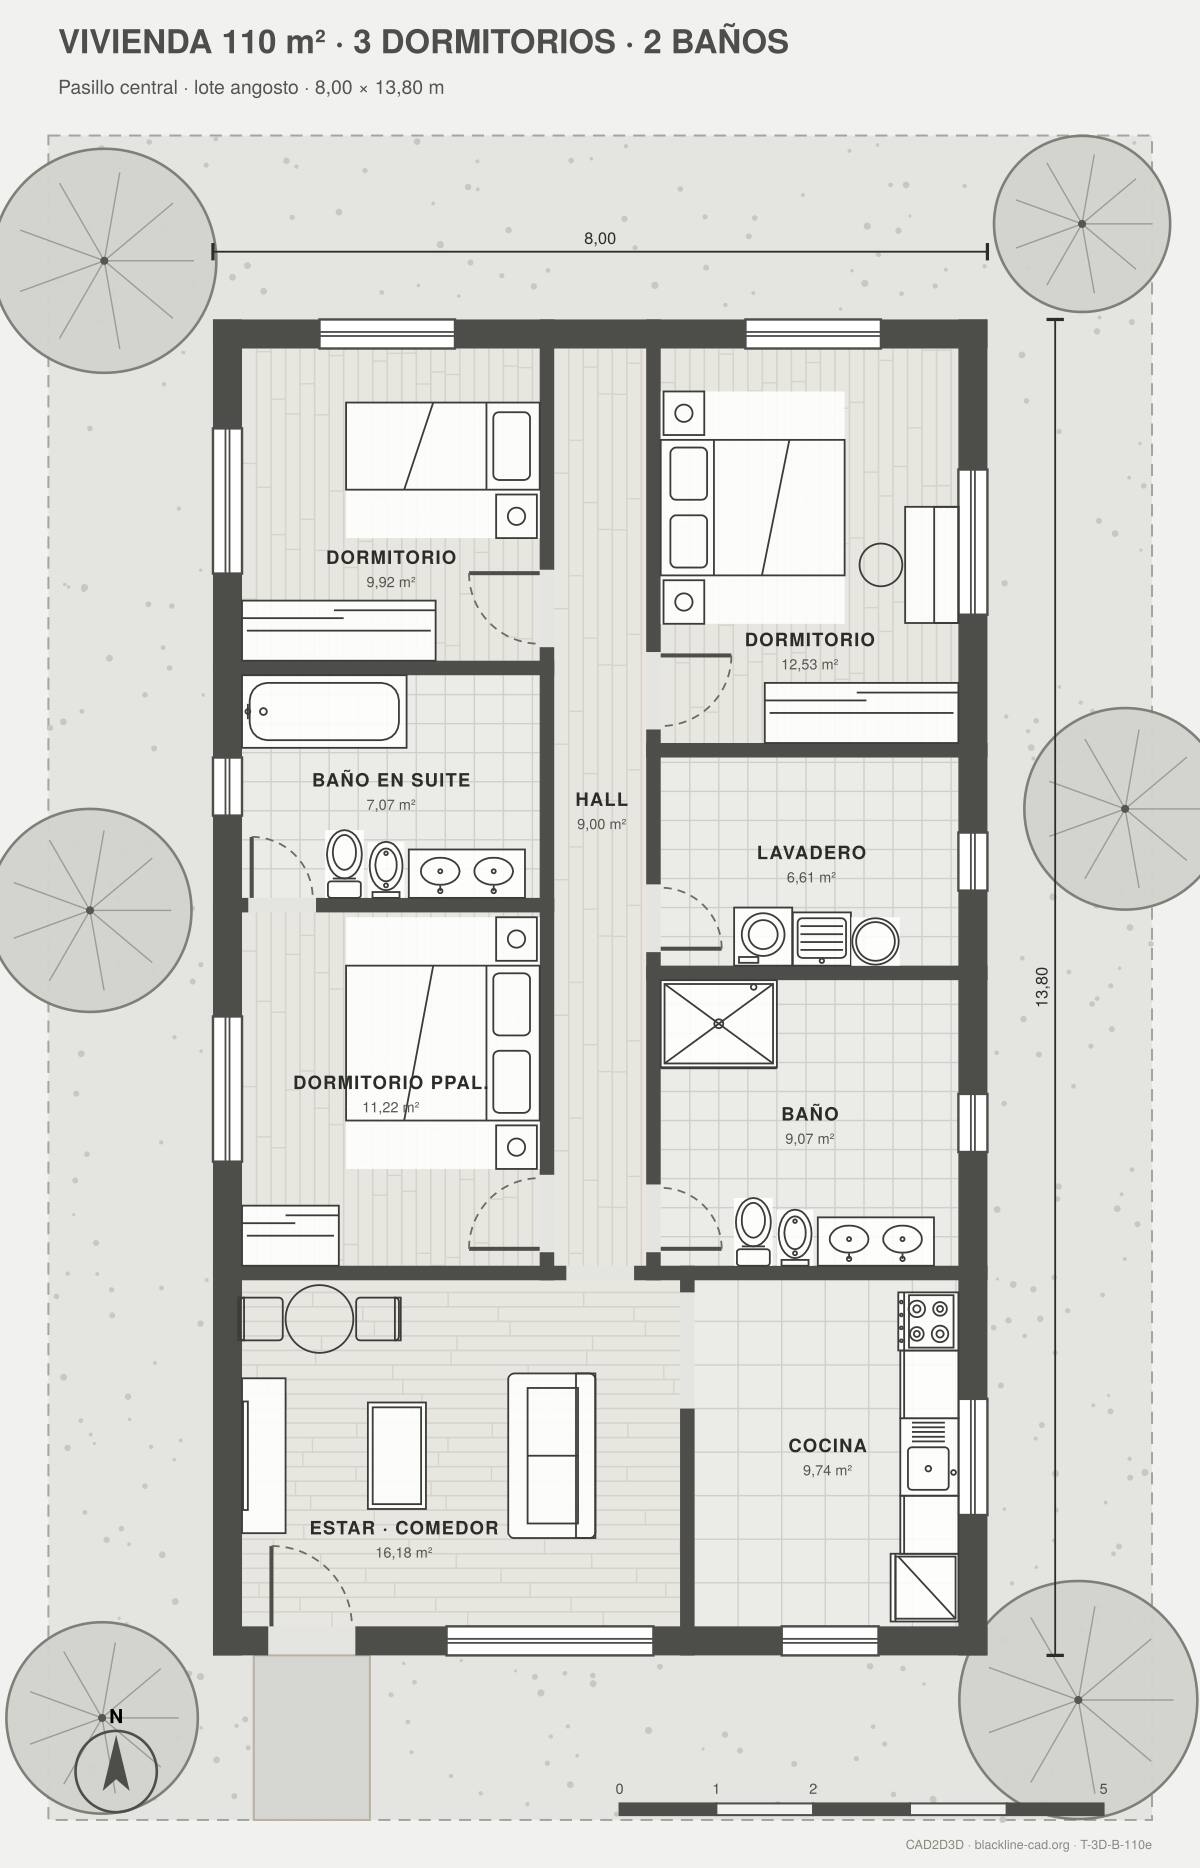 VIVIENDA 110 m² · 3 DORMITORIOS · 2 BAÑOS
Pasillo central · lote angosto · 8,00 × 13,80 m
8,00
DORMITORIO
9,92 m²
DORMITORIO
12,53 m²
BAÑO EN SUITE
7,07 m²
HALL
9,00 m²
LAVADERO
6,61 m²
13,80
DORMITORIO PPAL.
11,22 m²
BAÑO
9,07 m²
COCINA
9,74 m²
ESTAR · COMEDOR
16,18 m²
N
0 1 2 5
CAD2D3D · blackline-cad.org · T-3D-B-110e